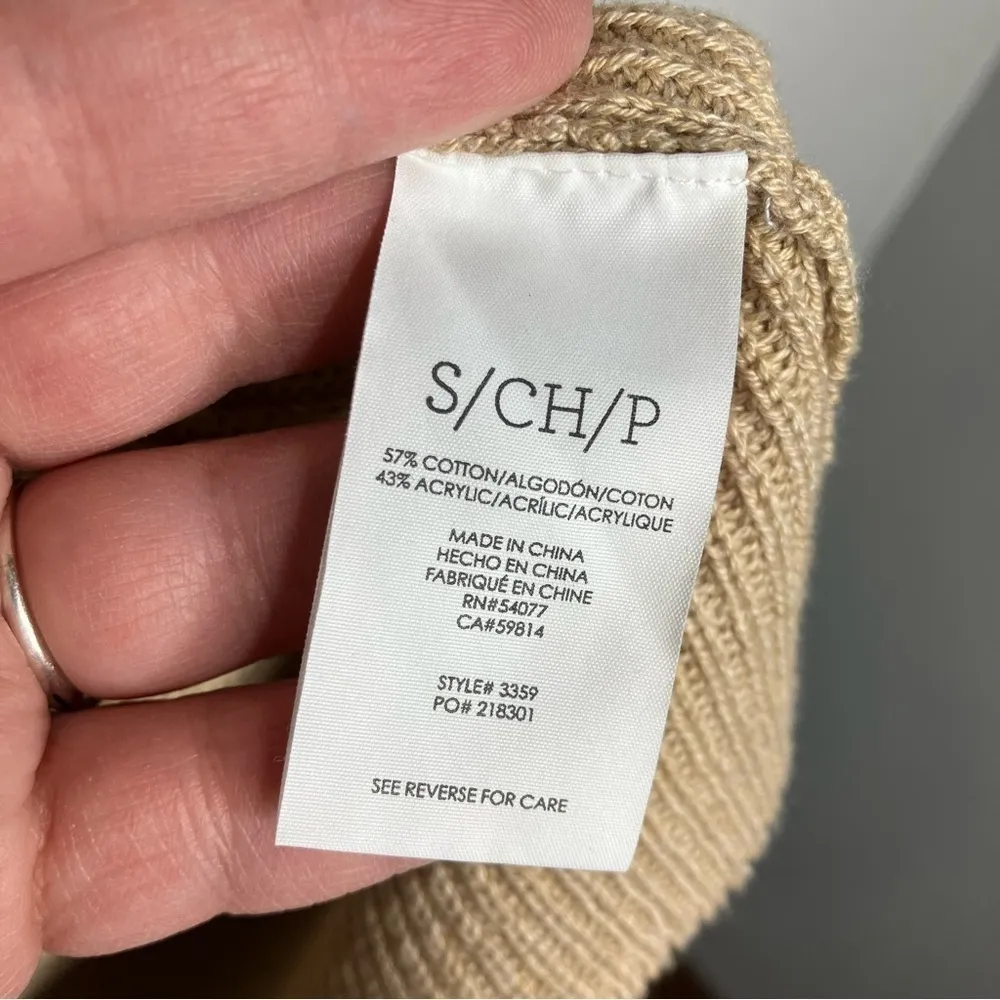 S/CH/P
57% COTTON/ALGODÓN/COTON
43% ACRYLIC/ACRÍLIC/ACRYLIQUE
MADE IN CHINA
HECHO EN CHINA
FABRIQUÉ EN CHINE
RN#54077
CA#59814
STYLE# 3359
PO# 218301
SEE REVERSE FOR CARE